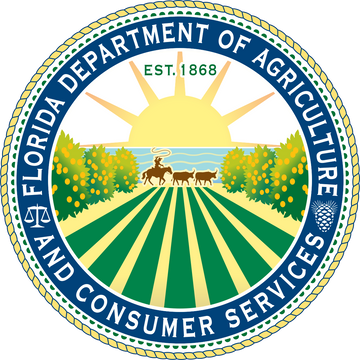 FLORIDA DEPARTMENT OF AGRICULTURE
AND CONSUMER SERVICES
EST. 1868